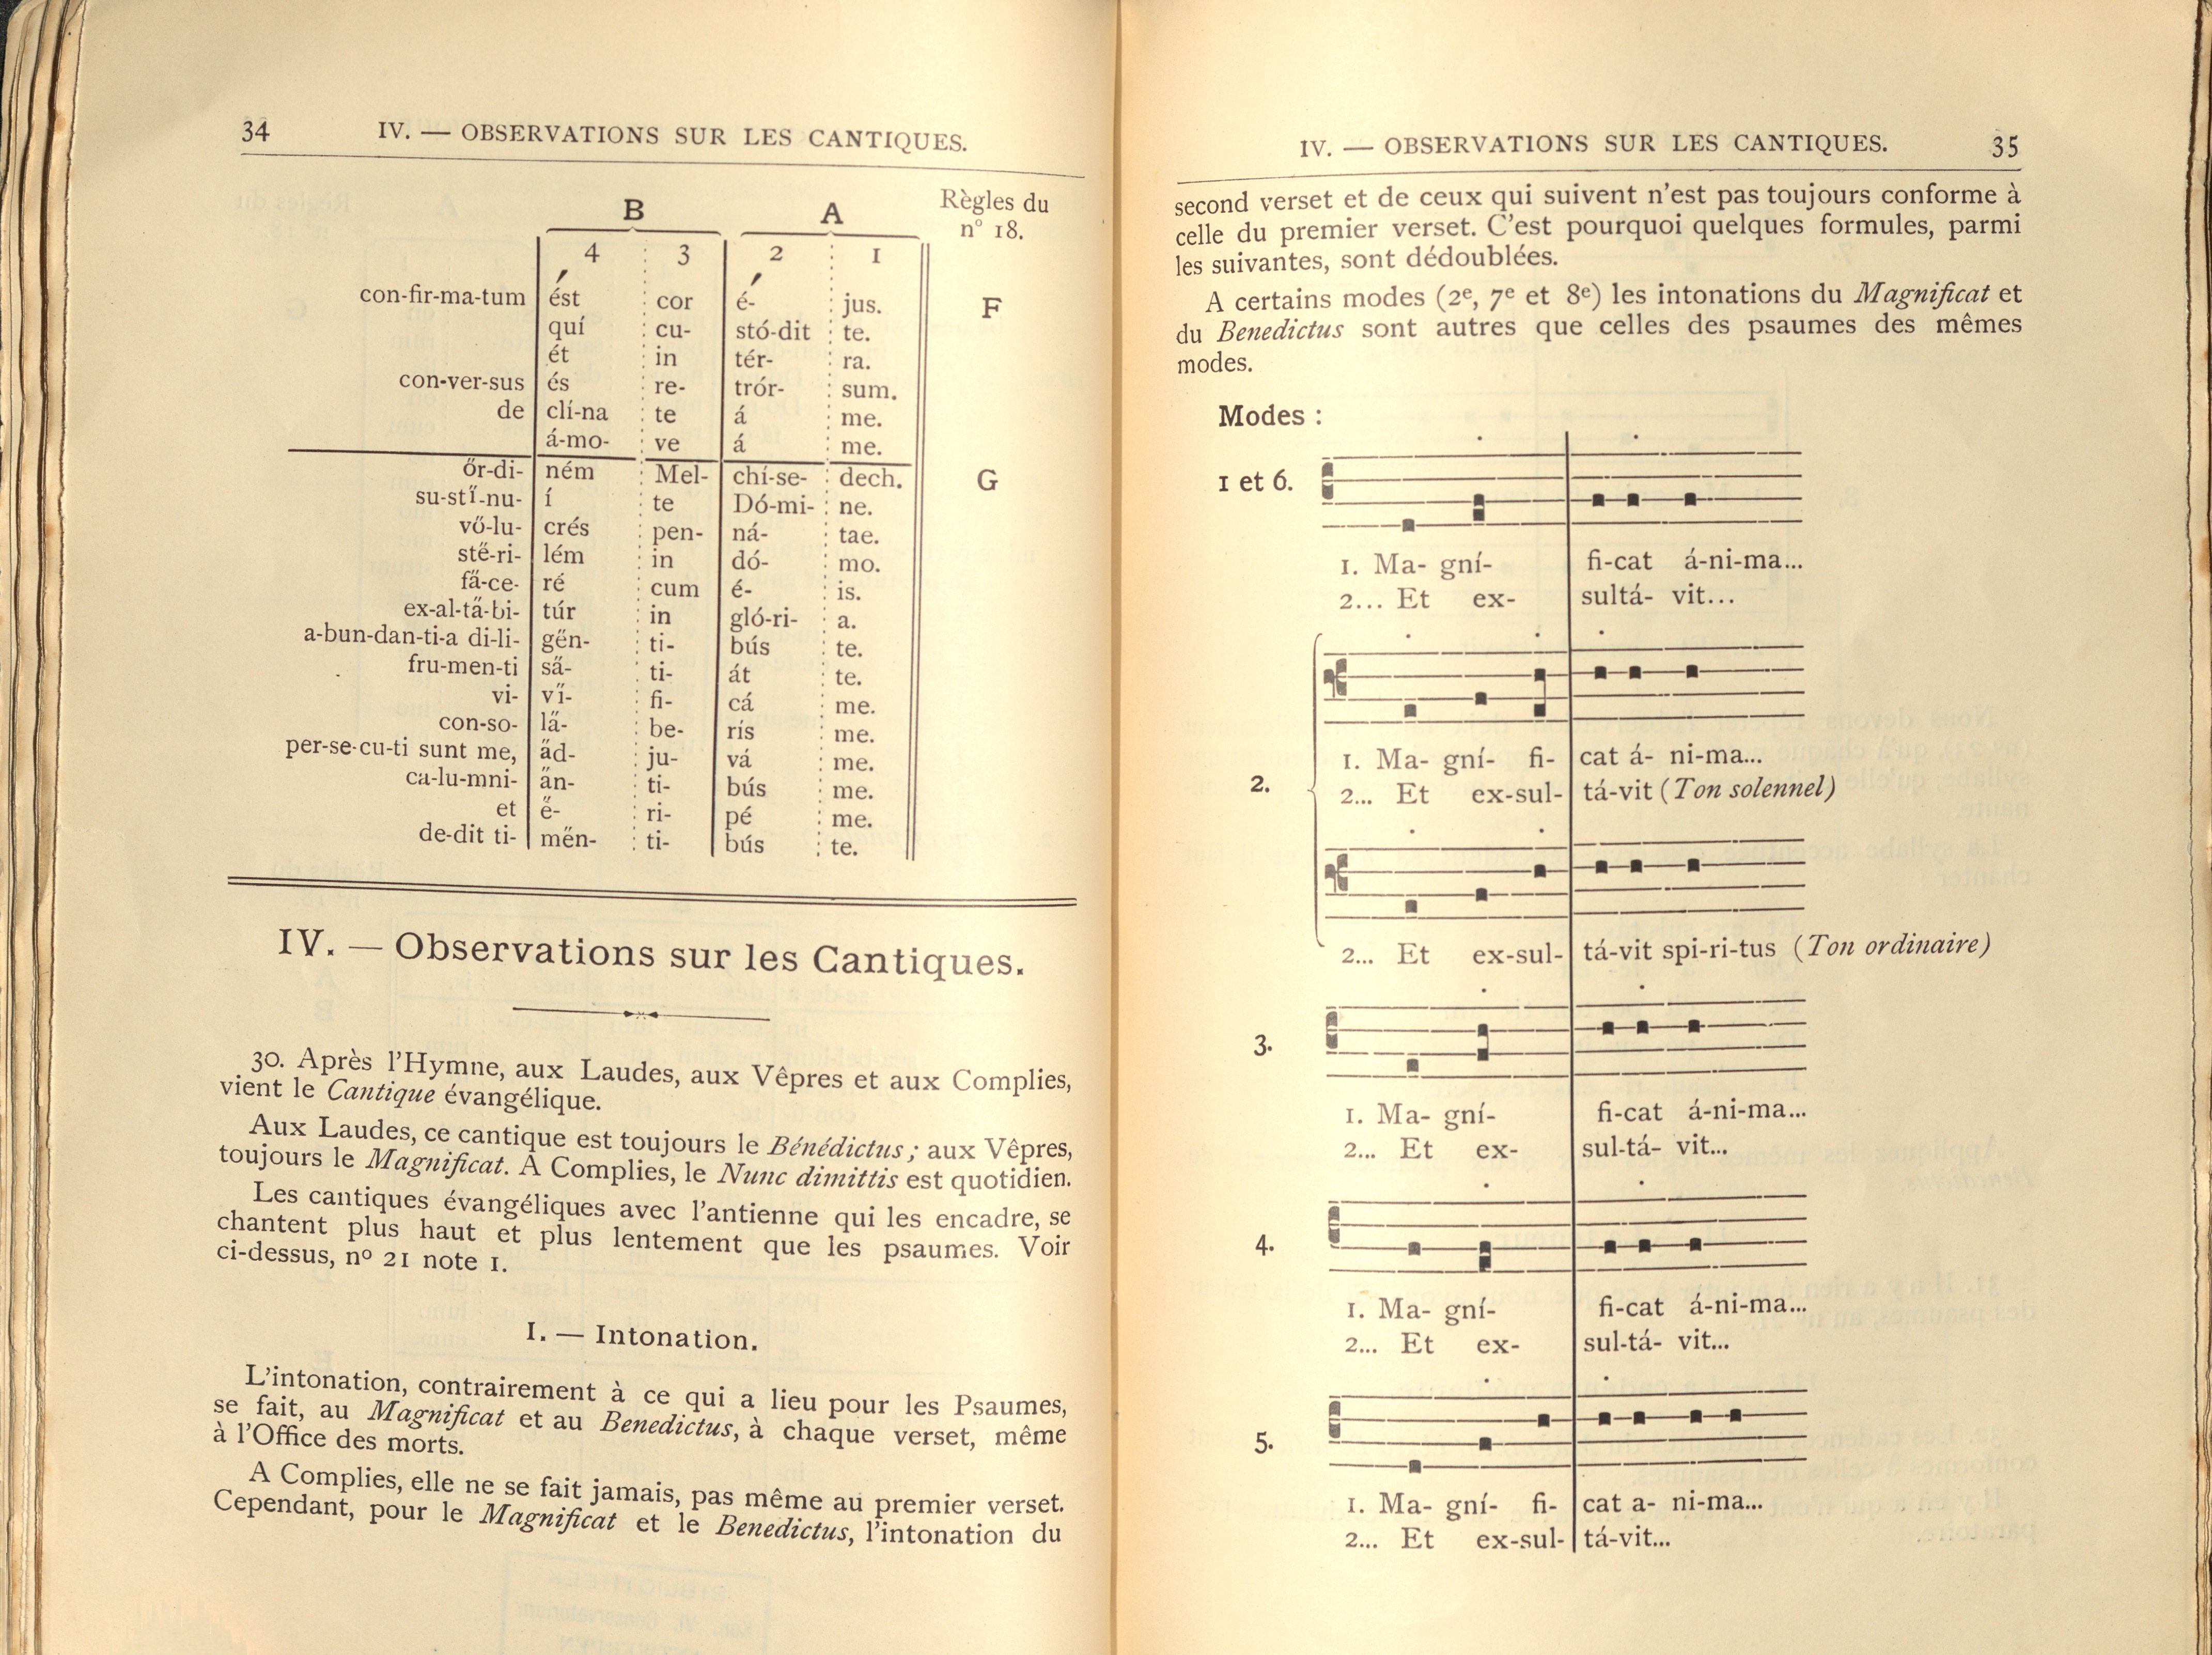 34 IV. — OBSERVATIONS SUR LES CANTIQUES.
B A Règles du
n° 18.
4 3 2 1
con-fir-ma-tum ést cor é- jus. F
quí cu- stó-dit te.
ét in tér- ra.
con-ver-sus és re- trór- sum.
de clí-na te á me.
á-mo- ve á me.
őr-di- ném Mel- chí-se- dech. G
su-stı̋-nu- í te Dó-mi- ne.
vő-lu- crés pen- ná- tae.
ste̋-ri- lém in dó- mo.
fa̋-ce- ré cum é- is.
ex-al-ta̋-bi- túr in gló-ri- a.
a-bun-dan-ti-a di-li- ge̋n- ti- bús te.
fru-men-ti sa̋- ti- át te.
vi- vı̋- fi- cá me.
con-so- la̋- be- rís me.
per-se-cu-ti sunt me, a̋d- ju- vá me.
ca-lu-mni- a̋n- ti- bús me.
et e̋- ri- pé me.
de-dit ti- me̋n- ti- bús te.
IV. — Observations sur les Cantiques.
30. Après l'Hymne, aux Laudes, aux Vêpres et aux Complies,
vient le Cantique évangélique.
Aux Laudes, ce cantique est toujours le Bénédictus ; aux Vêpres,
toujours le Magnificat. A Complies, le Nunc dimittis est quotidien.
Les cantiques évangéliques avec l'antienne qui les encadre, se
chantent plus haut et plus lentement que les psaumes. Voir
ci-dessus, nº 21 note 1.
I. — Intonation.
L'intonation, contrairement à ce qui a lieu pour les Psaumes,
se fait, au Magnificat et au Benedictus, à chaque verset, même
à l'Office des morts.
A Complies, elle ne se fait jamais, pas même au premier verset.
Cependant, pour le Magnificat et le Benedictus, l'intonation du
IV. — OBSERVATIONS SUR LES CANTIQUES. 35
second verset et de ceux qui suivent n'est pas toujours conforme à
celle du premier verset. C'est pourquoi quelques formules, parmi
les suivantes, sont dédoublées.
A certains modes (2e, 7e et 8e) les intonations du Magnificat et
du Benedictus sont autres que celles des psaumes des mêmes
modes.
Modes :
1 et 6.
1. Ma- gní- fi-cat á-ni-ma...
2... Et ex- sultá- vit...
2.
1. Ma- gní- fi- cat á- ni-ma...
2... Et ex-sul- tá-vit (Ton solennel)
2... Et ex-sul- tá-vit spi-ri-tus (Ton ordinaire)
3.
1. Ma- gní- fi-cat á-ni-ma...
2... Et ex- sul-tá- vit...
4.
1. Ma- gní- fi-cat á-ni-ma...
2... Et ex- sul-tá- vit...
5.
1. Ma- gní- fi- cat a- ni-ma...
2... Et ex-sul- tá-vit...